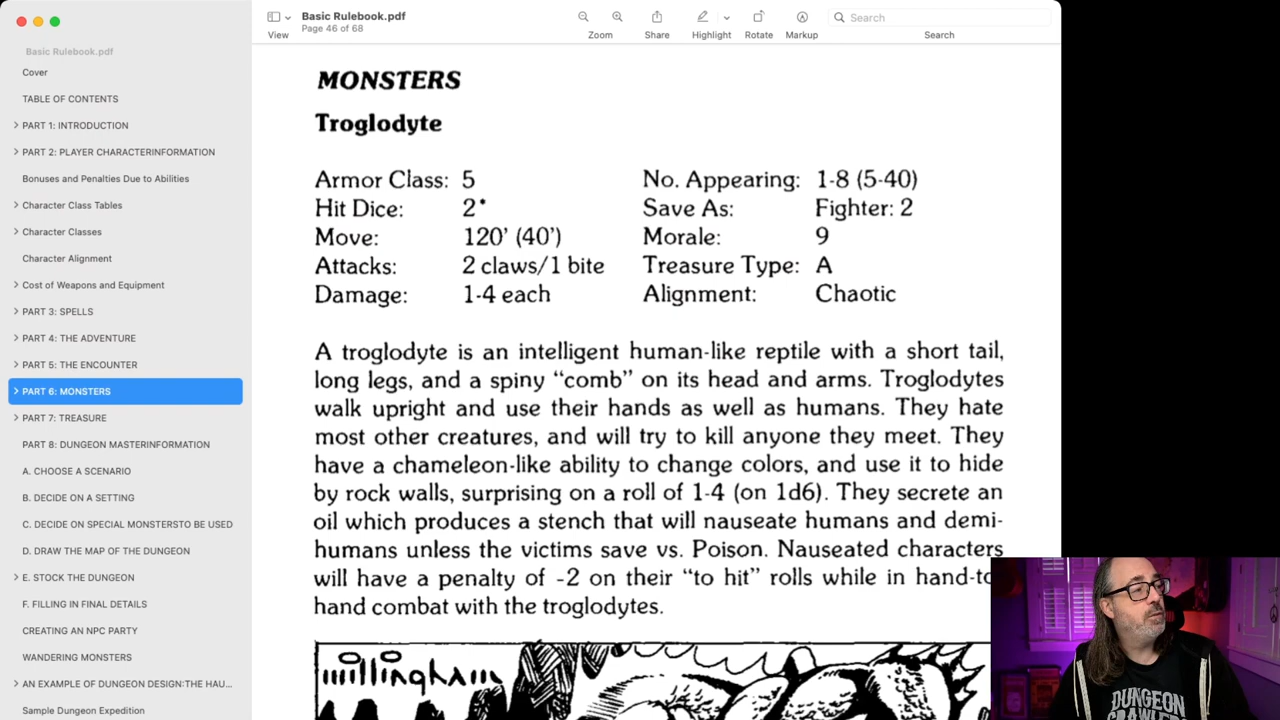 Basic Rulebook.pdf
Page 46 of 68
View
Zoom
Share
Highlight
Rotate
Markup
Search
Search
Basic Rulebook.pdf
Cover
TABLE OF CONTENTS
PART 1: INTRODUCTION
PART 2: PLAYER CHARACTERINFORMATION
Bonuses and Penalties Due to Abilities
Character Class Tables
Character Classes
Character Alignment
Cost of Weapons and Equipment
PART 3: SPELLS
PART 4: THE ADVENTURE
PART 5: THE ENCOUNTER
PART 6: MONSTERS
PART 7: TREASURE
PART 8: DUNGEON MASTERINFORMATION
A. CHOOSE A SCENARIO
B. DECIDE ON A SETTING
C. DECIDE ON SPECIAL MONSTERSTO BE USED
D. DRAW THE MAP OF THE DUNGEON
E. STOCK THE DUNGEON
F. FILLING IN FINAL DETAILS
CREATING AN NPC PARTY
WANDERING MONSTERS
AN EXAMPLE OF DUNGEON DESIGN:THE HAU...
Sample Dungeon Expedition
MONSTERS
Troglodyte
Armor Class: 5 No. Appearing: 1-8 (5-40)
Hit Dice: 2* Save As: Fighter: 2
Move: 120' (40') Morale: 9
Attacks: 2 claws/1 bite Treasure Type: A
Damage: 1-4 each Alignment: Chaotic
A troglodyte is an intelligent human-like reptile with a short tail,
long legs, and a spiny "comb" on its head and arms. Troglodytes
walk upright and use their hands as well as humans. They hate
most other creatures, and will try to kill anyone they meet. They
have a chameleon-like ability to change colors, and use it to hide
by rock walls, surprising on a roll of 1-4 (on 1d6). They secrete an
oil which produces a stench that will nauseate humans and demi-
humans unless the victims save vs. Poison. Nauseated characters
will have a penalty of -2 on their "to hit" rolls while in hand-to
hand combat with the troglodytes.
willingham
DUNGEON
CRAWLER